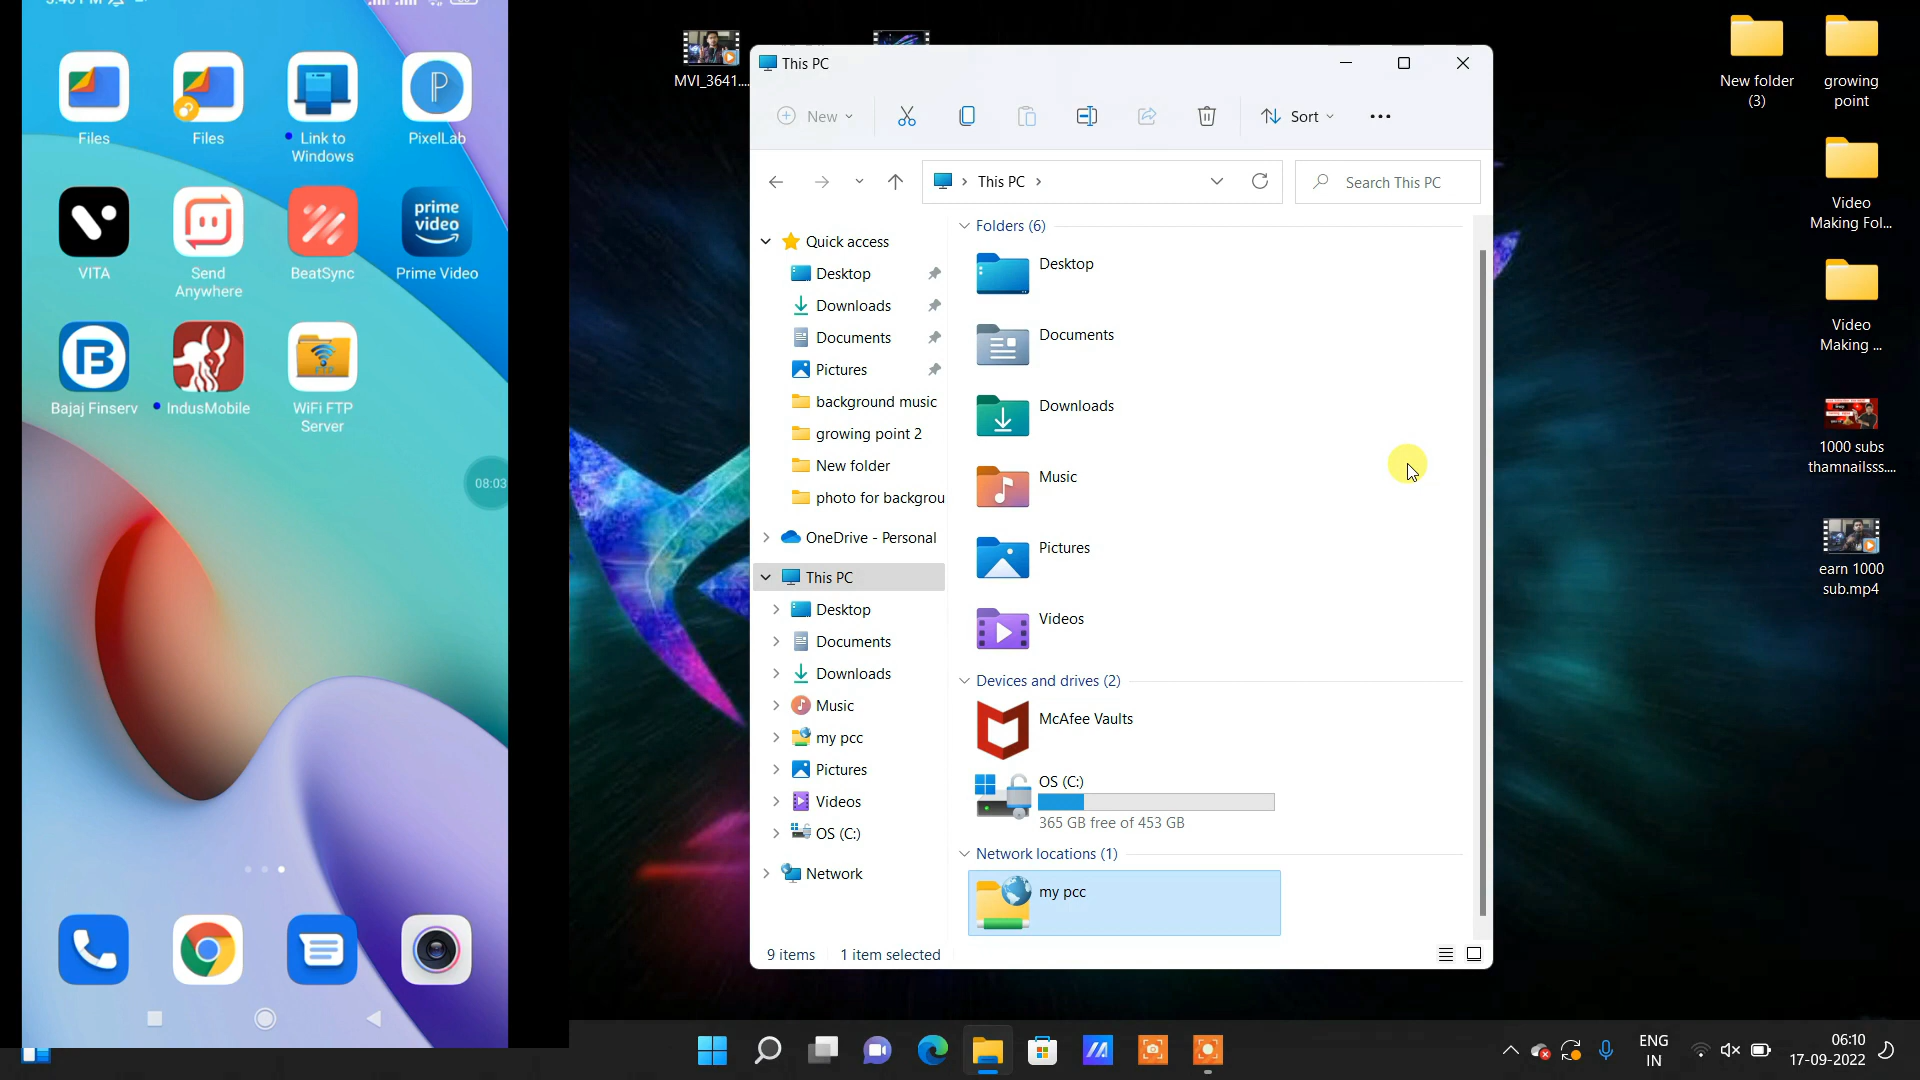 Files
Files
Link to
Windows
PixelLab
VITA
Send
Anywhere
BeatSync
prime
video
Prime Video
Bajaj Finserv
IndusMobile
FTP
WiFi FTP
Server
08:03
MVI_3641....
This PC
New
Sort
This PC
Search This PC
Quick access
Desktop
Downloads
Documents
Pictures
background music
growing point 2
New folder
photo for backgrou
OneDrive - Personal
This PC
Desktop
Documents
Downloads
Music
my pcc
Pictures
Videos
OS (C:)
Network
Folders (6)
Desktop
Documents
Downloads
Music
Pictures
Videos
Devices and drives (2)
McAfee Vaults
OS (C:)
365 GB free of 453 GB
Network locations (1)
my pcc
9 items
1 item selected
New folder
(3)
growing
point
Video
Making Fol...
Video
Making ...
1000 subs
thamnailsss....
earn 1000
sub.mp4
ENG
IN
06:10
17-09-2022